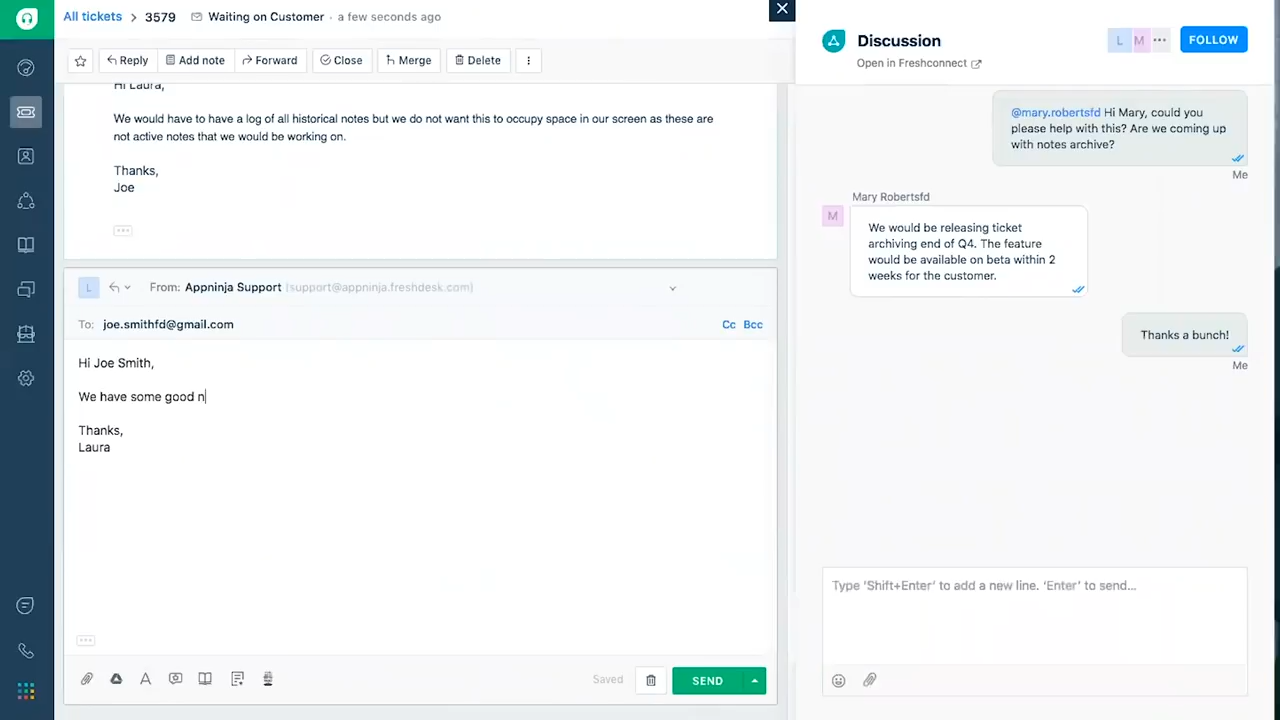 All tickets > 3579 Waiting on Customer · a few seconds ago
Reply Add note Forward Close Merge Delete
Hi Laura,
We would have to have a log of all historical notes but we do not want this to occupy space in our screen as these are
not active notes that we would be working on.
Thanks,
Joe
L From: Appninja Support (support@appninja.freshdesk.com)
To: joe.smithfd@gmail.com Cc Bcc
Hi Joe Smith,
We have some good n
Thanks,
Laura
Saved SEND
Discussion L M FOLLOW
Open in Freshconnect
@mary.robertsfd Hi Mary, could you
please help with this? Are we coming up
with notes archive?
Me
Mary Robertsfd
M
We would be releasing ticket
archiving end of Q4. The feature
would be available on beta within 2
weeks for the customer.
Thanks a bunch!
Me
Type 'Shift+Enter' to add a new line. 'Enter' to send...